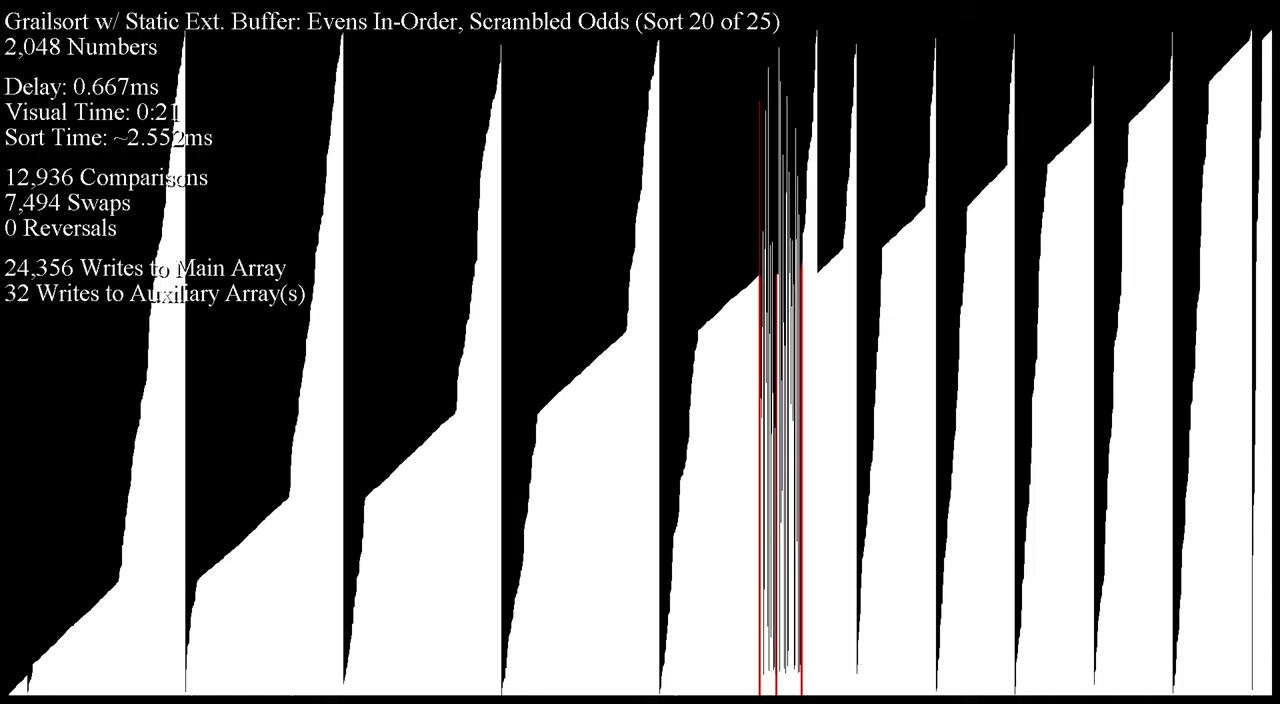 Grailsort w/ Static Ext. Buffer: Evens In-Order, Scrambled Odds (Sort 20 of 25)
2,048 Numbers
Delay: 0.667ms
Visual Time: 0:21
Sort Time: ~2.552ms
12,936 Comparisons
7,494 Swaps
0 Reversals
24,356 Writes to Main Array
32 Writes to Auxiliary Array(s)